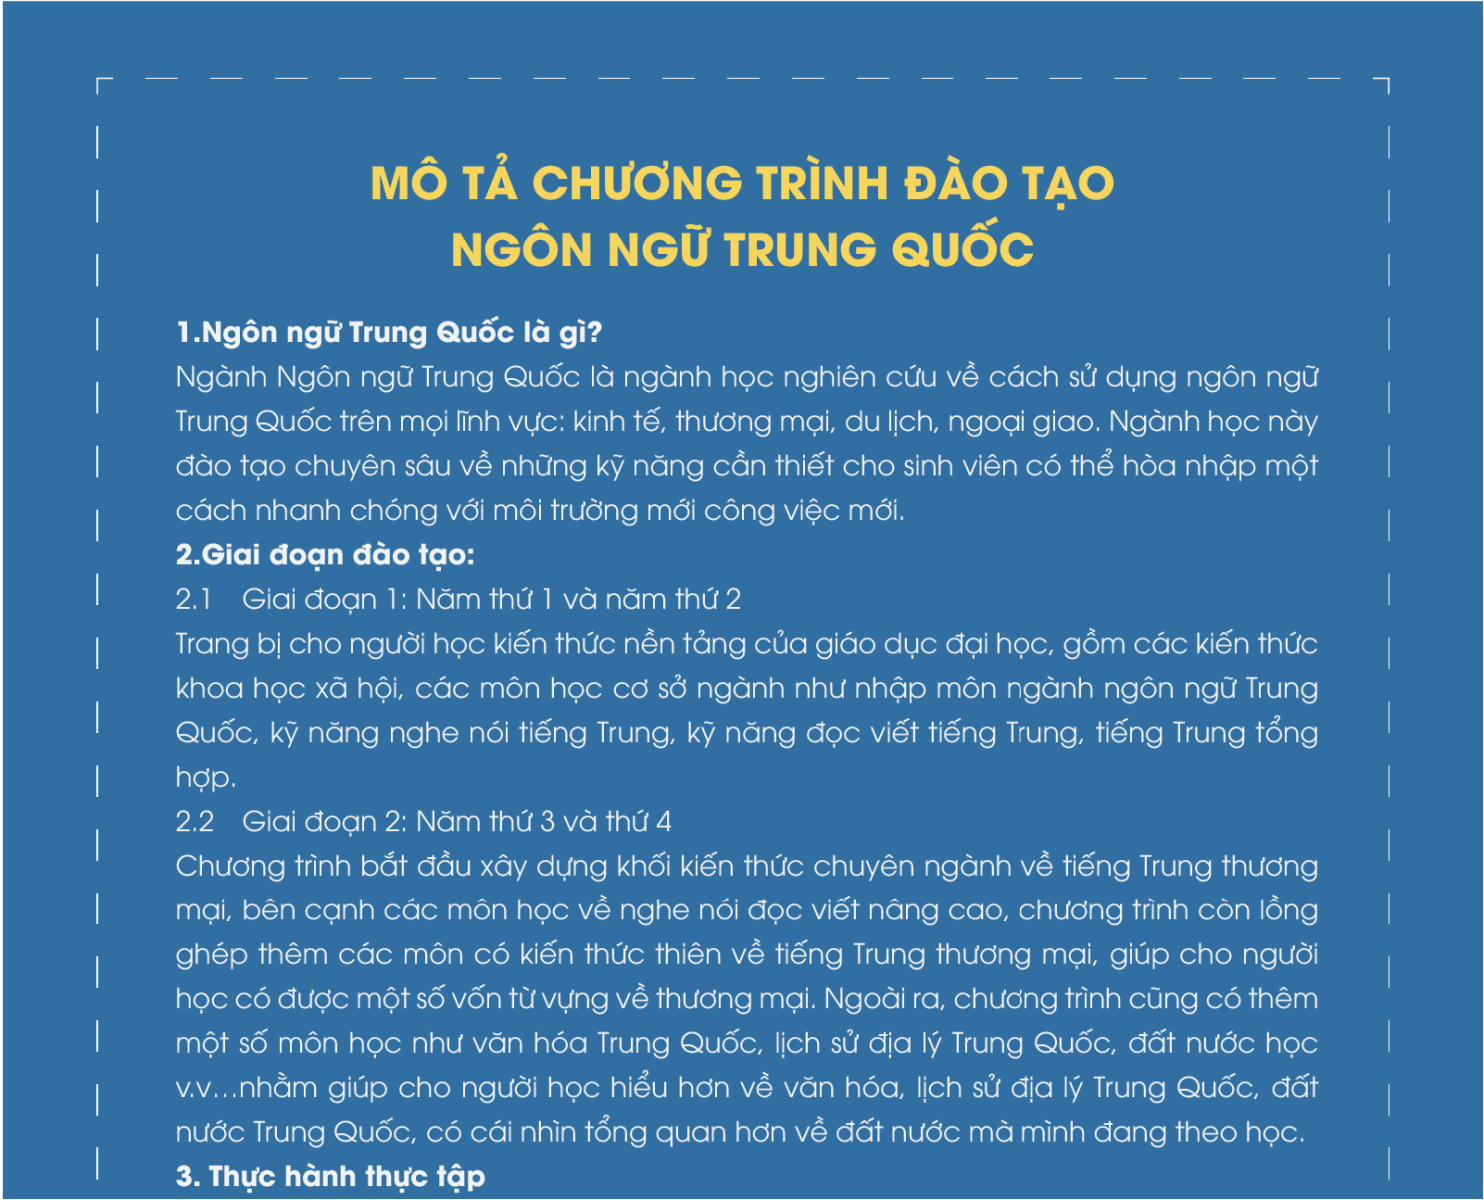 MÔ TẢ CHƯƠNG TRÌNH ĐÀO TẠO
NGÔN NGỮ TRUNG QUỐC
1.Ngôn ngữ Trung Quốc là gì?
Ngành Ngôn ngữ Trung Quốc là ngành học nghiên cứu về cách sử dụng ngôn ngữ
Trung Quốc trên mọi lĩnh vực: kinh tế, thương mại, du lịch, ngoại giao. Ngành học này
đào tạo chuyên sâu về những kỹ năng cần thiết cho sinh viên có thể hòa nhập một
cách nhanh chóng với môi trường mới công việc mới.
2.Giai đoạn đào tạo:
2.1 Giai đoạn 1: Năm thứ 1 và năm thứ 2
Trang bị cho người học kiến thức nền tảng của giáo dục đại học, gồm các kiến thức
khoa học xã hội, các môn học cơ sở ngành như nhập môn ngành ngôn ngữ Trung
Quốc, kỹ năng nghe nói tiếng Trung, kỹ năng đọc viết tiếng Trung, tiếng Trung tổng
hợp.
2.2 Giai đoạn 2: Năm thứ 3 và thứ 4
Chương trình bắt đầu xây dựng khối kiến thức chuyên ngành về tiếng Trung thương
mại, bên cạnh các môn học về nghe nói đọc viết nâng cao, chương trình còn lồng
ghép thêm các môn có kiến thức thiên về tiếng Trung thương mại, giúp cho người
học có được một số vốn từ vựng về thương mại. Ngoài ra, chương trình cũng có thêm
một số môn học như văn hóa Trung Quốc, lịch sử địa lý Trung Quốc, đất nước học
v.v...nhằm giúp cho người học hiểu hơn về văn hóa, lịch sử địa lý Trung Quốc, đất
nước Trung Quốc, có cái nhìn tổng quan hơn về đất nước mà mình đang theo học.
3. Thực hành thực tập